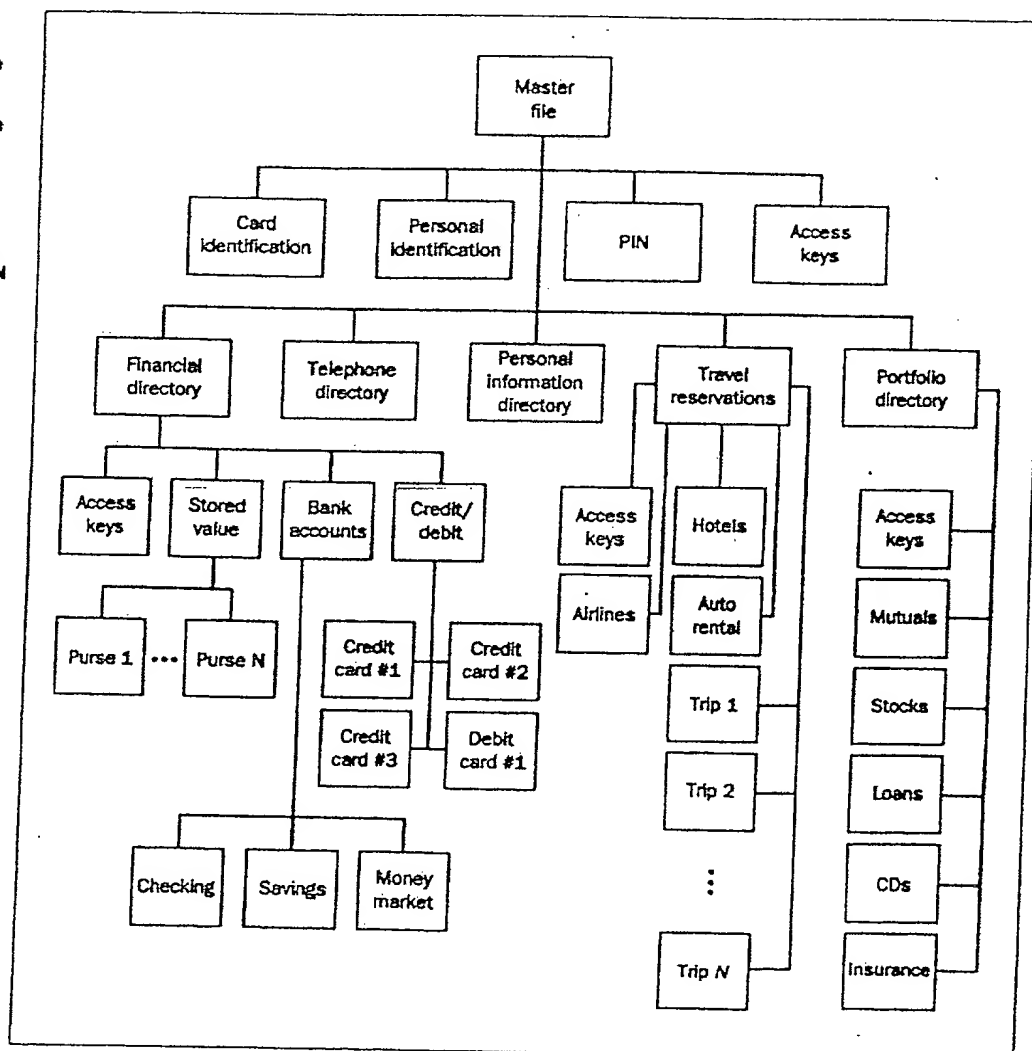 Master
file
Card
identification
Personal
identification
PIN
Access
keys
Financial
directory
Telephone
directory
Personal
information
directory
Travel
reservations
Portfolio
directory
Access
keys
Stored
value
Bank
accounts
Credit/
debit
Purse 1
•••
Purse N
Credit
card #1
Credit
card #2
Credit
card #3
Debit
card #1
Checking
Savings
Money
market
Access
keys
Hotels
Airlines
Auto
rental
Trip 1
Trip 2
Trip N
Access
keys
Mutuals
Stocks
Loans
CDs
Insurance